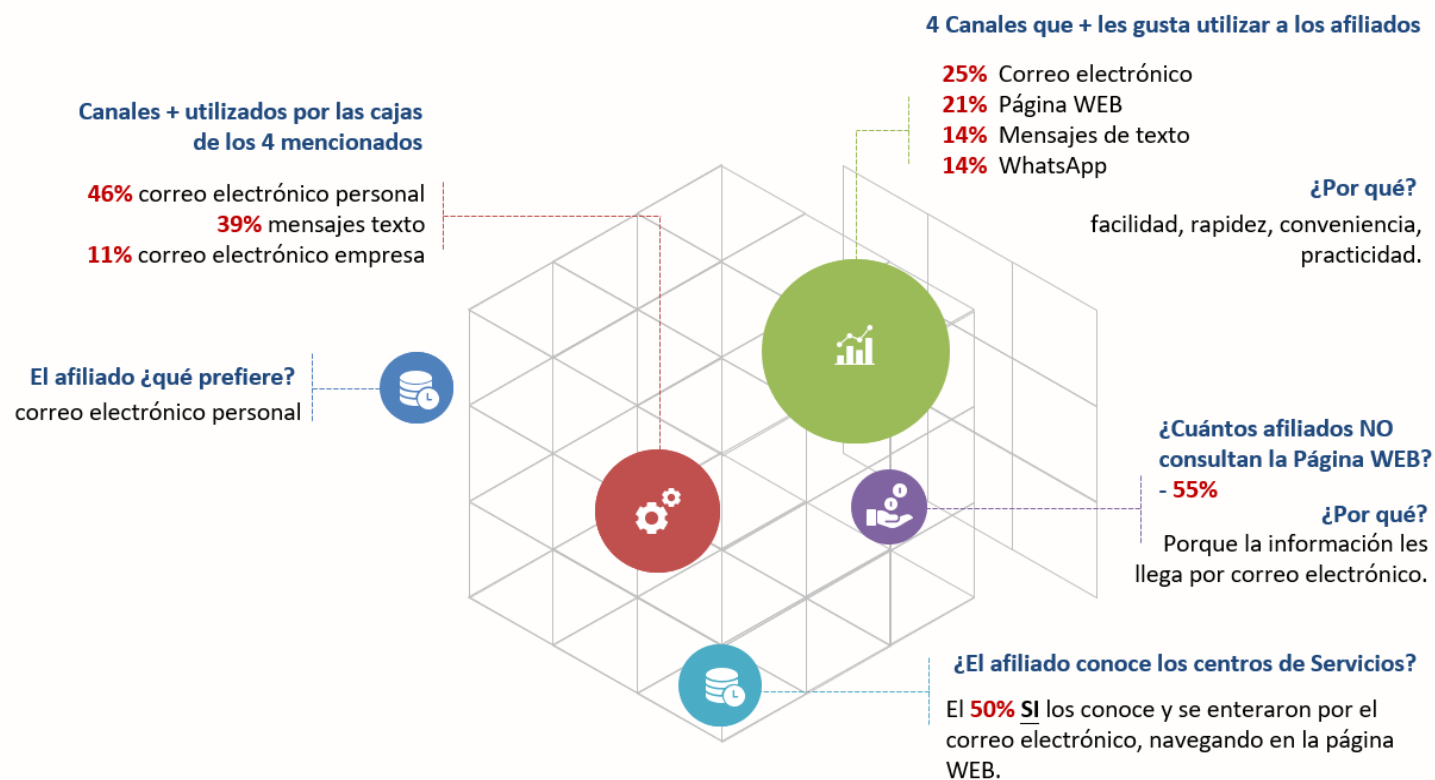 4 Canales que + les gusta utilizar a los afiliados
25% Correo electrónico
21% Página WEB
14% Mensajes de texto
14% WhatsApp
¿Por qué?
facilidad, rapidez, conveniencia,
practicidad.
Canales + utilizados por las cajas
de los 4 mencionados
46% correo electrónico personal
39% mensajes texto
11% correo electrónico empresa
El afiliado ¿qué prefiere?
correo electrónico personal
¿Cuántos afiliados NO
consultan la Página WEB?
- 55%
¿Por qué?
Porque la información les
llega por correo electrónico.
¿El afiliado conoce los centros de Servicios?
El 50% SI los conoce y se enteraron por el
correo electrónico, navegando en la página
WEB.